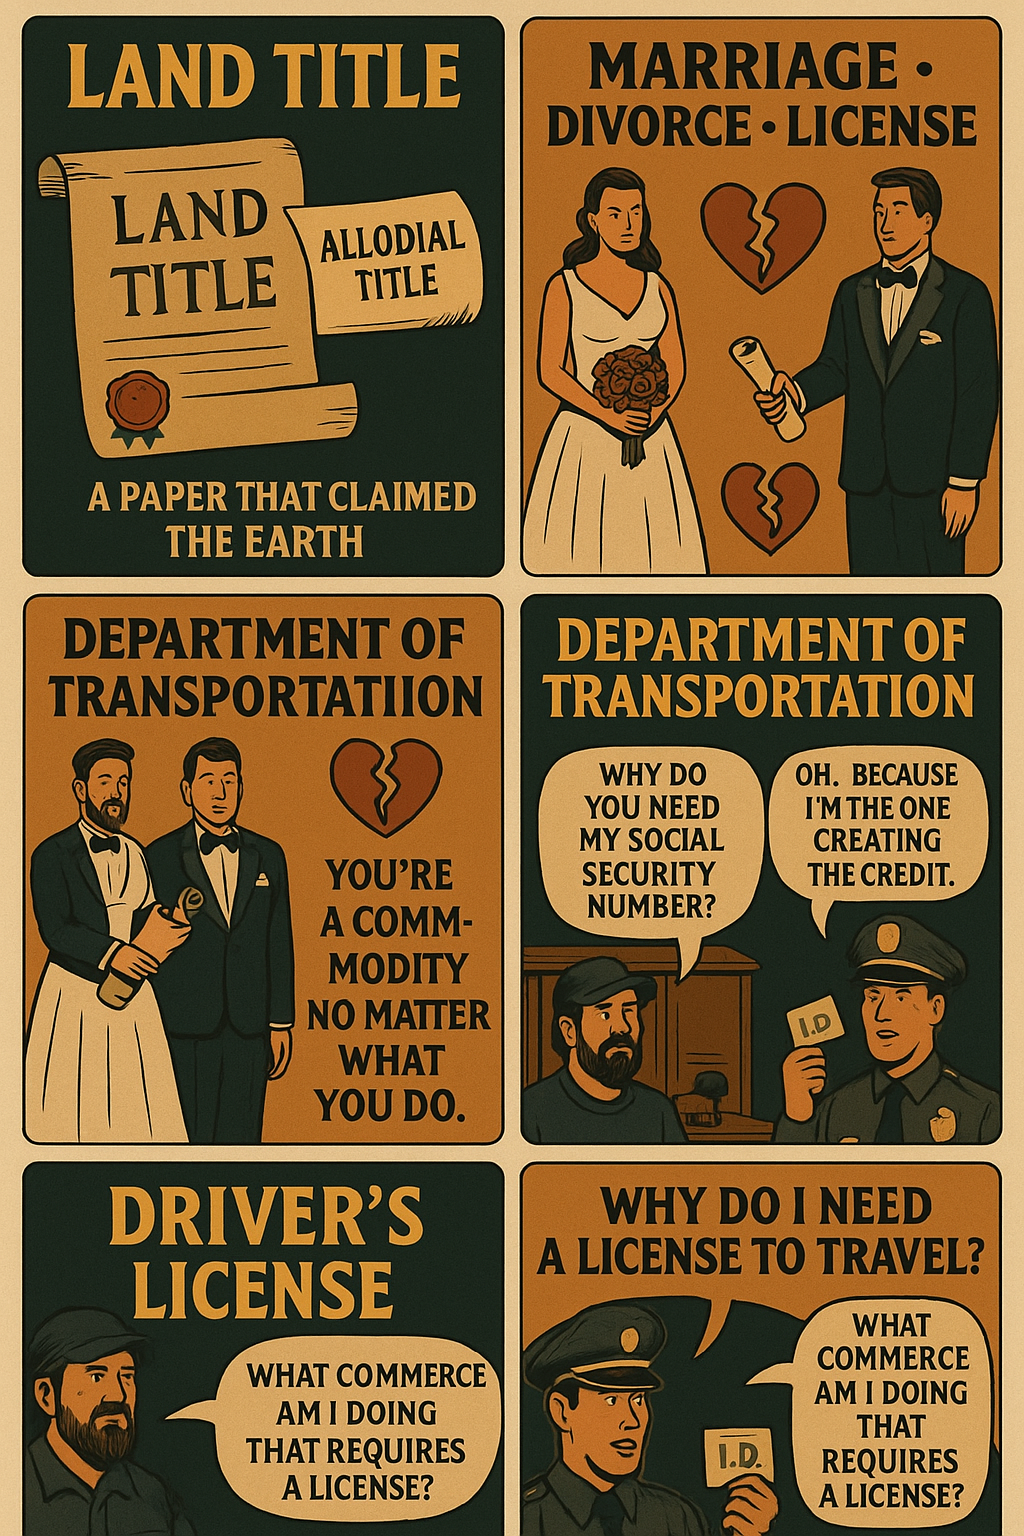 LAND TITLE
LAND
TITLE
ALLODIAL
TITLE
A PAPER THAT CLAIMED
THE EARTH
MARRIAGE •
DIVORCE • LICENSE
DEPARTMENT OF
TRANSPORTATIION
YOU'RE
A COMM-
MODITY
NO MATTER
WHAT
YOU DO.
DEPARTMENT OF
TRANSPORTATION
WHY DO
YOU NEED
MY SOCIAL
SECURITY
NUMBER?
OH. BECAUSE
I'M THE ONE
CREATING
THE CREDIT.
I.D
DRIVER'S
LICENSE
WHAT COMMERCE
AM I DOING
THAT REQUIRES
A LICENSE?
WHY DO I NEED
A LICENSE TO TRAVEL?
WHAT
COMMERCE
AM I DOING
THAT
REQUIRES
A LICENSE?
I.D.